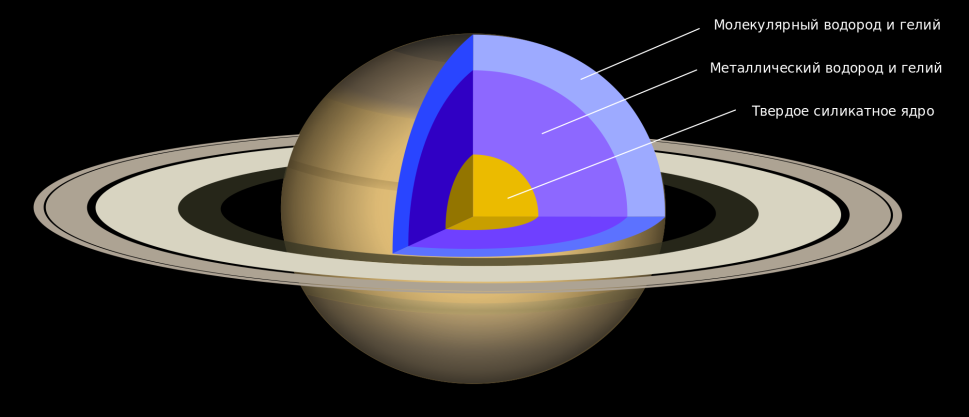 Молекулярный водород и гелий
Металлический водород и гелий
Твердое силикатное ядро